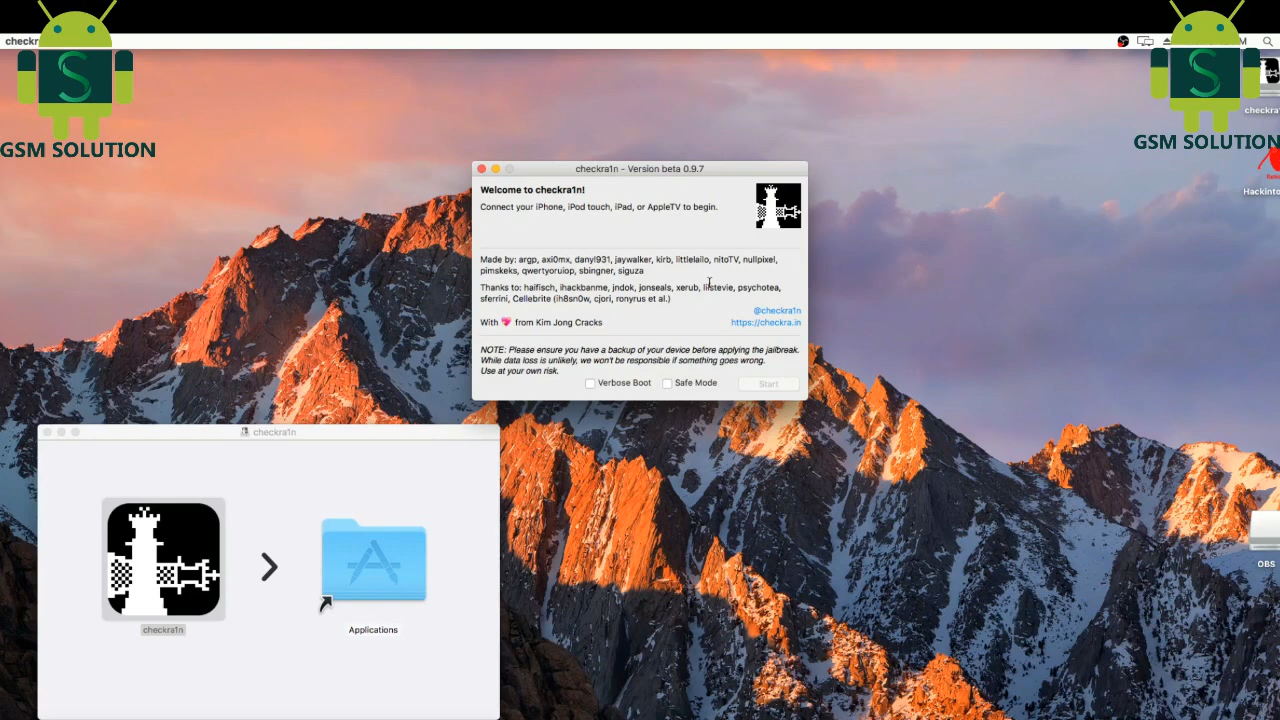 checkr
M
S
GSM SOLUTION
S
GSM SOLUTION
checkra1
Hackinto
checkra1n - Version beta 0.9.7
Welcome to checkra1n!
Connect your iPhone, iPod touch, iPad, or AppleTV to begin.
Made by: argp, axi0mx, danyl931, jaywalker, kirb, littlelailo, nitoTV, nullpixel,
pimskeks, qwertyoruiop, sbingner, siguza
Thanks to: haifisch, ihackbanme, jndok, jonseals, xerub, lilstevie, psychotea,
sferrini, Cellebrite (ih8sn0w, cjori, ronyrus et al.)
@checkra1n
With 💖 from Kim Jong Cracks
https://checkra.in
NOTE: Please ensure you have a backup of your device before applying the jailbreak.
While data loss is unlikely, we won't be responsible if something goes wrong.
Use at your own risk.
Verbose Boot Safe Mode Start
checkra1n
checkra1n
Applications
OBS